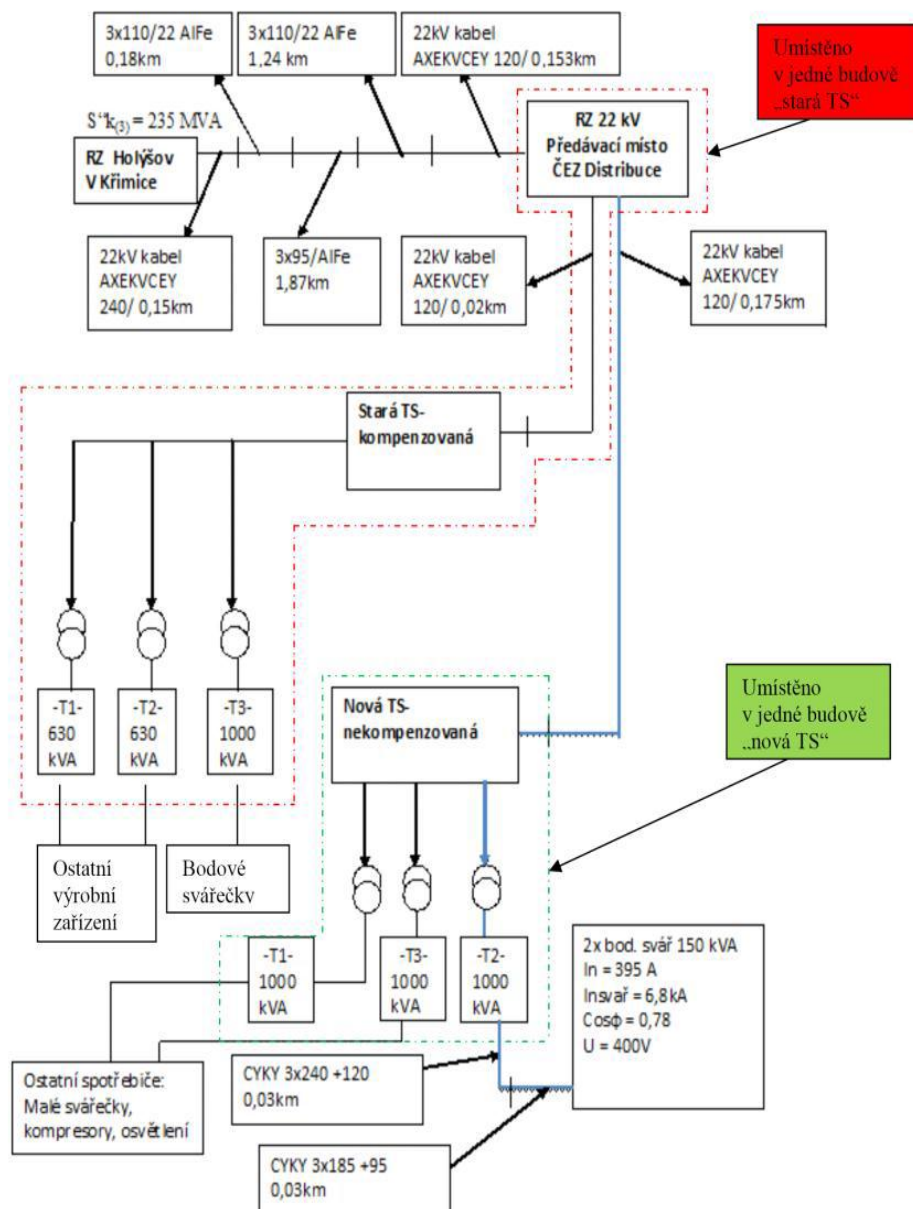 3x110/22 AlFe
0,18km
3x110/22 AlFe
1,24 km
22kV kabel
AXEKVCEY 120/ 0,153km
Umístěno
v jedné budově
„stará TS“
S“k(3) = 235 MVA
RZ Holýšov
V Křimice
RZ 22 kV
Předávací místo
ČEZ Distribuce
22kV kabel
AXEKVCEY
240/ 0,15km
3x95/AlFe
1,87km
22kV kabel
AXEKVCEY
120/ 0,02km
22kV kabel
AXEKVCEY
120/ 0,175km
Stará TS-
kompenzovaná
-T1-
630
kVA
-T2-
630
kVA
-T3-
1000
kVA
Nová TS-
nekompenzovaná
Umístěno
v jedné budově
„nová TS“
Ostatní
výrobní
zařízení
Bodové
svářečky
-T1-
1000
kVA
-T3-
1000
kVA
-T2-
1000
kVA
2x bod. svář 150 kVA
In = 395 A
Insvař = 6,8kA
Cosϕ = 0,78
U = 400V
Ostatní spotřebiče:
Malé svářečky,
kompresory, osvětlení
CYKY 3x240 +120
0,03km
CYKY 3x185 +95
0,03km